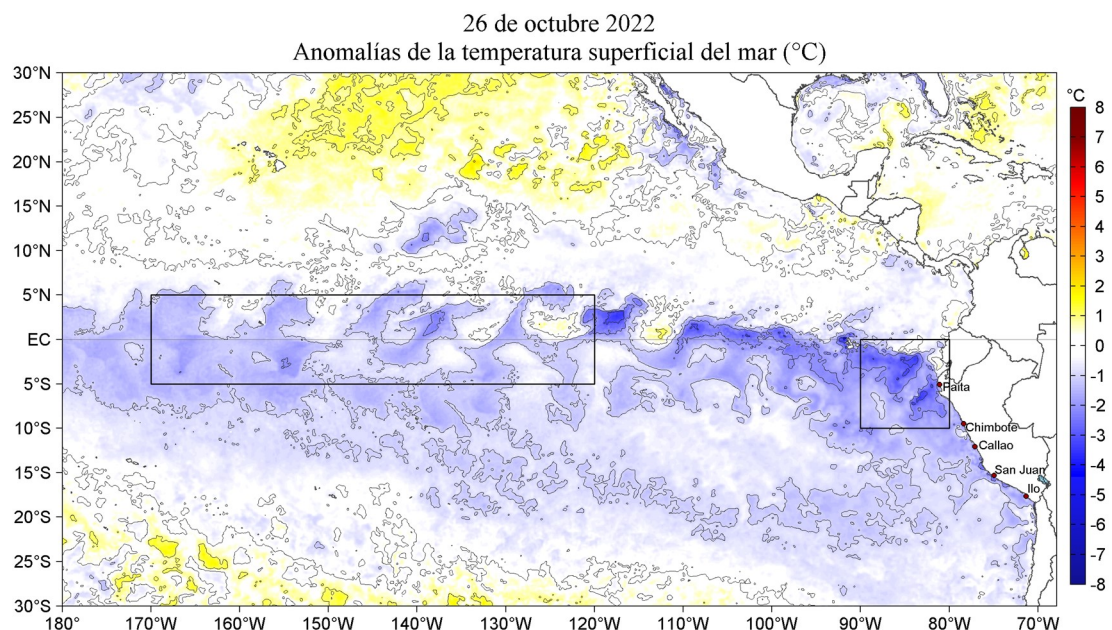 26 de octubre 2022
Anomalías de la temperatura superficial del mar (°C)
°C
30°N
25°N
20°N
15°N
10°N
5°N
EC
5°S
10°S
15°S
20°S
25°S
30°S
180°
170°W
160°W
150°W
140°W
130°W
120°W
110°W
100°W
90°W
80°W
70°W
Paita
Chimbote
Callao
San Juan
Ilo
8
7
6
5
4
3
2
1
0
-1
-2
-3
-4
-5
-6
-7
-8